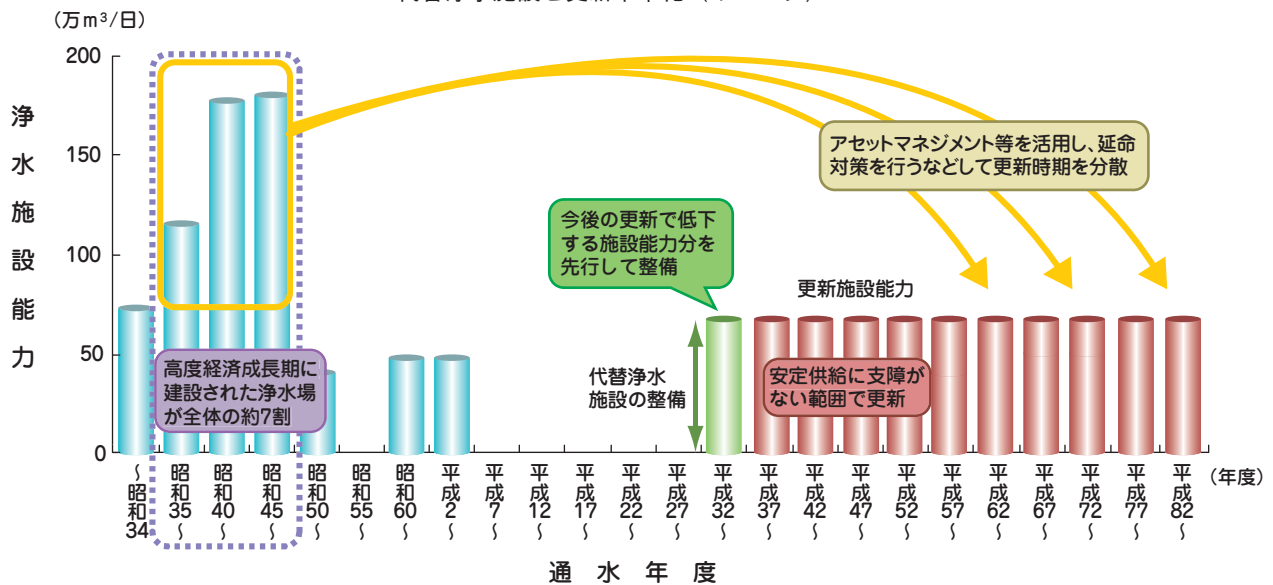 (万m³/日)
200
150
100
50
0
浄水施設能力
アセットマネジメント等を活用し、延命
対策を行うなどして更新時期を分散
今後の更新で低下
する施設能力分を
先行して整備
更新施設能力
高度経済成長期に
建設された浄水場
が全体の約7割
代替浄水
施設の整備
安定供給に支障が
ない範囲で更新
～昭和34
昭和35～
昭和40～
昭和45～
昭和50～
昭和55～
昭和60～
平成2～
平成7～
平成12～
平成17～
平成22～
平成27～
平成32～
平成37～
平成42～
平成47～
平成52～
平成57～
平成62～
平成67～
平成72～
平成77～
平成82～
(年度)
通水年度